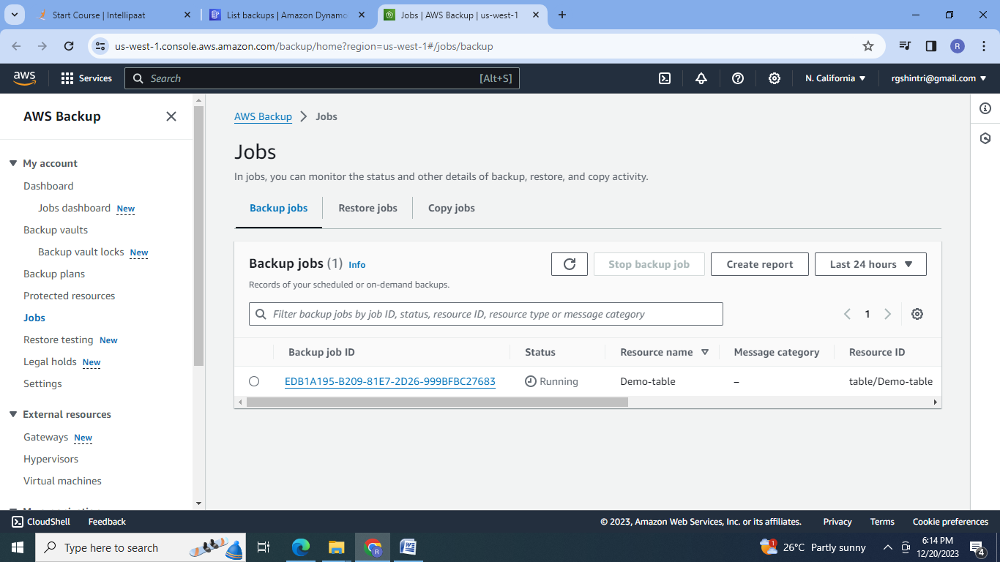 Start Course | Intellipaat
List backups | Amazon Dynamo
Jobs | AWS Backup | us-west-1
us-west-1.console.aws.amazon.com/backup/home?region=us-west-1#/jobs/backup
R
aws
Services
Search
[Alt+S]
N. California
rgshintri@gmail.com
AWS Backup
My account
Dashboard
Jobs dashboard New
Backup vaults
Backup vault locks New
Backup plans
Protected resources
Jobs
Restore testing New
Legal holds New
Settings
External resources
Gateways New
Hypervisors
Virtual machines
AWS Backup > Jobs
Jobs
In jobs, you can monitor the status and other details of backup, restore, and copy activity.
Backup jobs
Restore jobs
Copy jobs
Backup jobs (1) Info
Records of your scheduled or on-demand backups.
Stop backup job
Create report
Last 24 hours
Filter backup jobs by job ID, status, resource ID, resource type or message category
1
Backup job ID Status Resource name Message category Resource ID
EDB1A195-B209-81E7-2D26-999BFBC27683 Running Demo-table – table/Demo-table
CloudShell Feedback
© 2023, Amazon Web Services, Inc. or its affiliates. Privacy Terms Cookie preferences
Type here to search
R
W
1
26°C Partly sunny
6:14 PM
12/20/2023
4